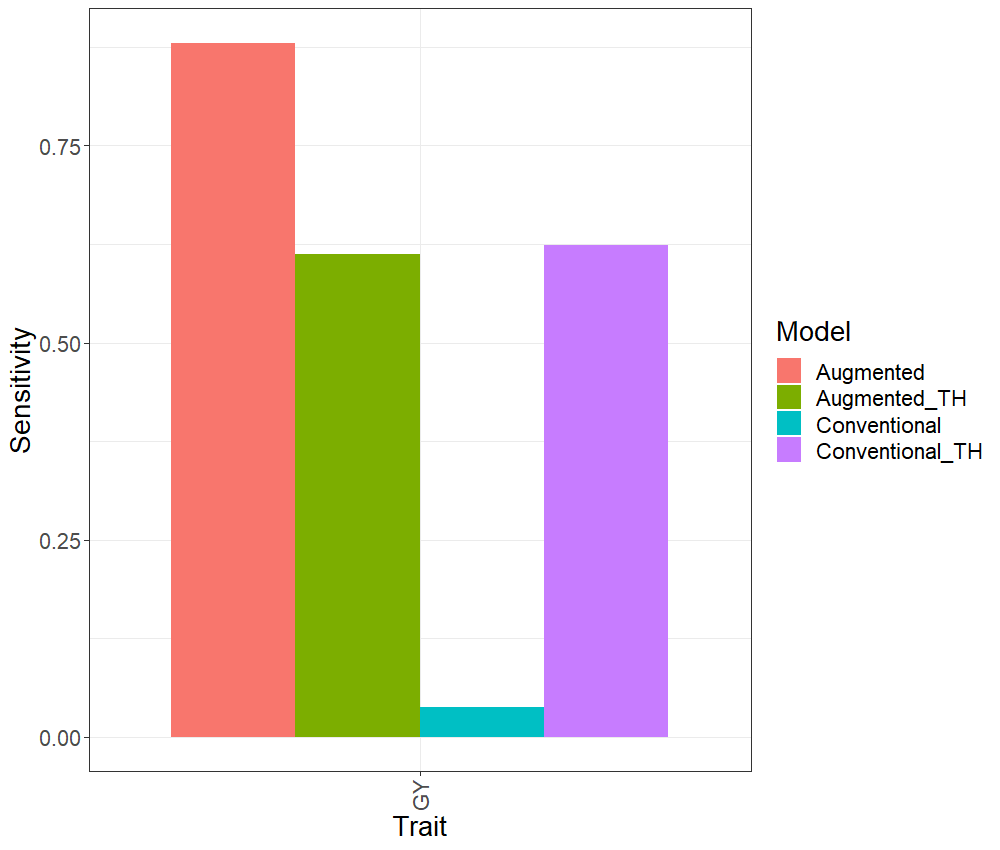 Sensitivity
0.75
0.50
0.25
0.00
GY
Trait
Model
Augmented
Augmented_TH
Conventional
Conventional_TH